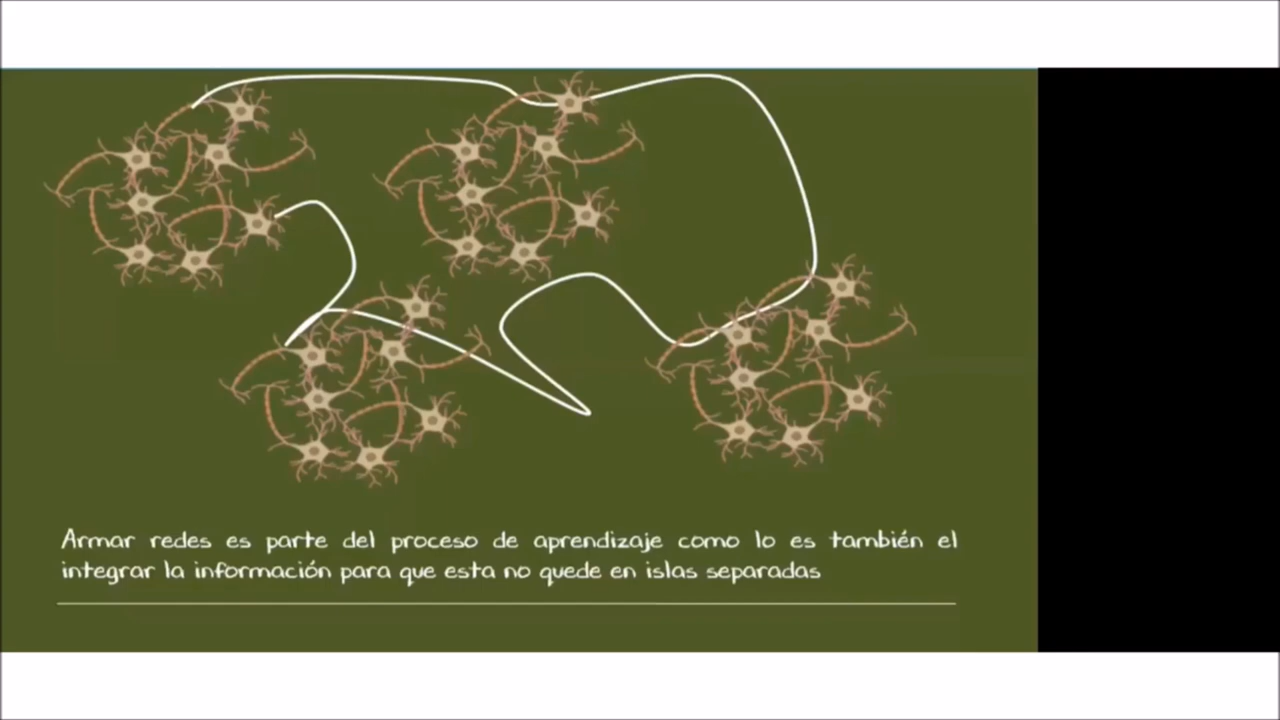 Armar redes es parte del proceso de aprendizaje como lo es también el
integrar la información para que esta no quede en islas separadas